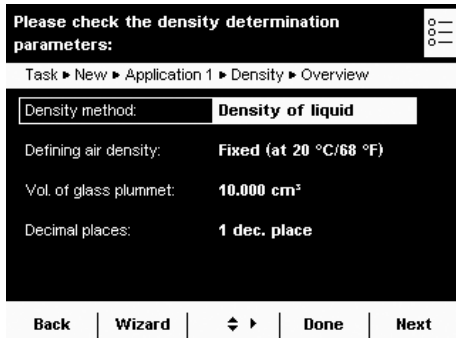 Please check the density determination
parameters:
Task ▸ New ▸ Application 1 ▸ Density ▸ Overview
Density method: Density of liquid
Defining air density: Fixed (at 20 °C/68 °F)
Vol. of glass plummet: 10.000 cm³
Decimal places: 1 dec. place
Back Wizard Done Next